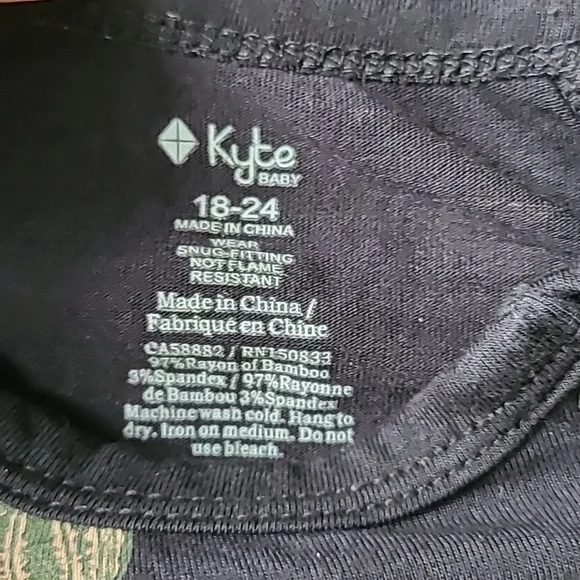 Kyte
BABY
18-24
MADE IN CHINA
WEAR
SNUG-FITTING
NOT FLAME
RESISTANT
Made in China /
Fabriqué en Chine
CA58882 / RN150833
97%Rayon of Bamboo
3%Spandex / 97%Rayonne
de Bambou 3%Spandex
Machine wash cold. Hang to
dry. Iron on medium. Do not
use bleach.